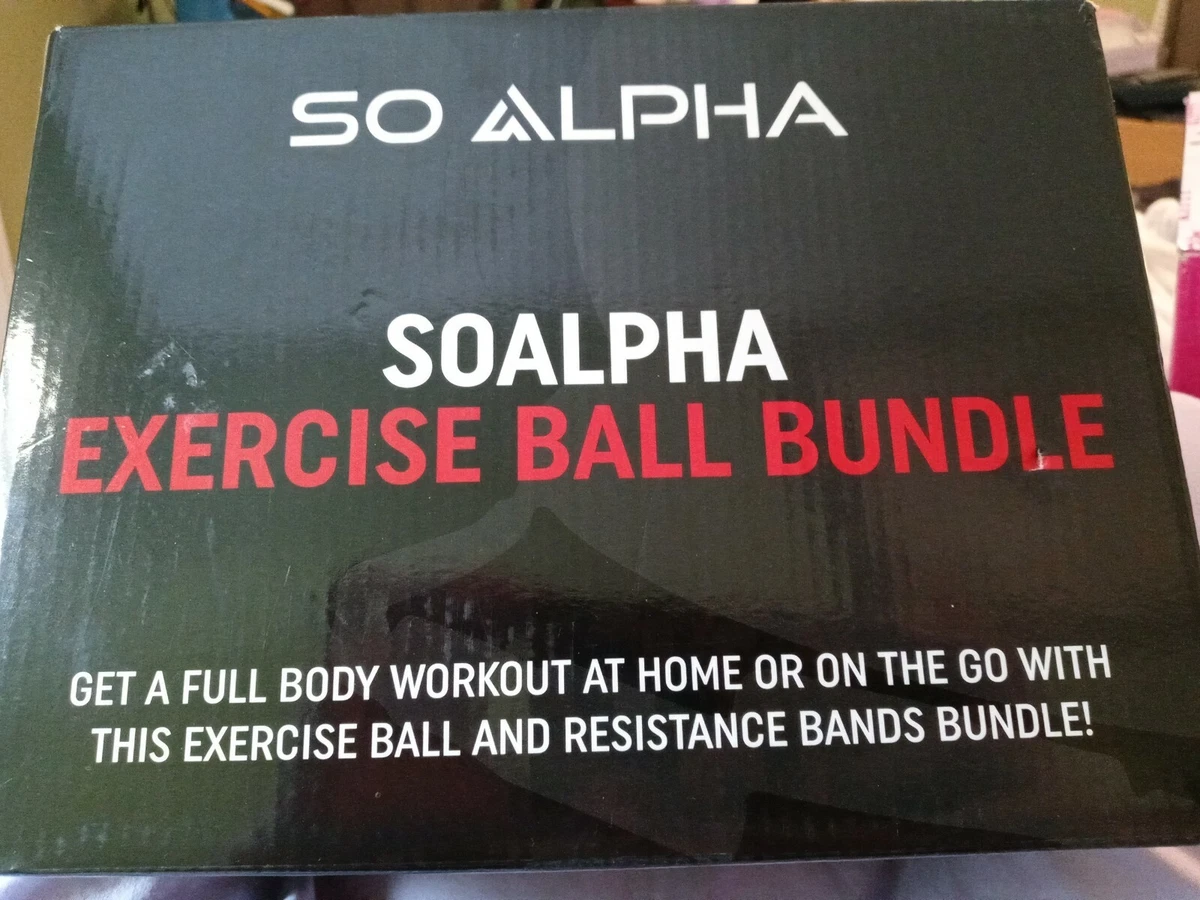 SO ALPHA
SOALPHA
EXERCISE BALL BUNDLE
GET A FULL BODY WORKOUT AT HOME OR ON THE GO WITH
THIS EXERCISE BALL AND RESISTANCE BANDS BUNDLE!